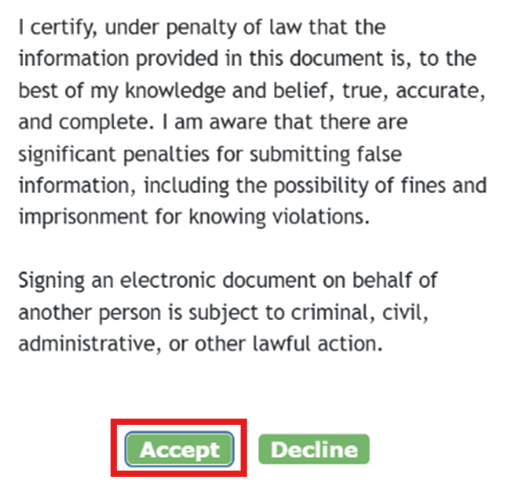 I certify, under penalty of law that the
information provided in this document is, to the
best of my knowledge and belief, true, accurate,
and complete. I am aware that there are
significant penalties for submitting false
information, including the possibility of fines and
imprisonment for knowing violations.
Signing an electronic document on behalf of
another person is subject to criminal, civil,
administrative, or other lawful action.
Accept Decline